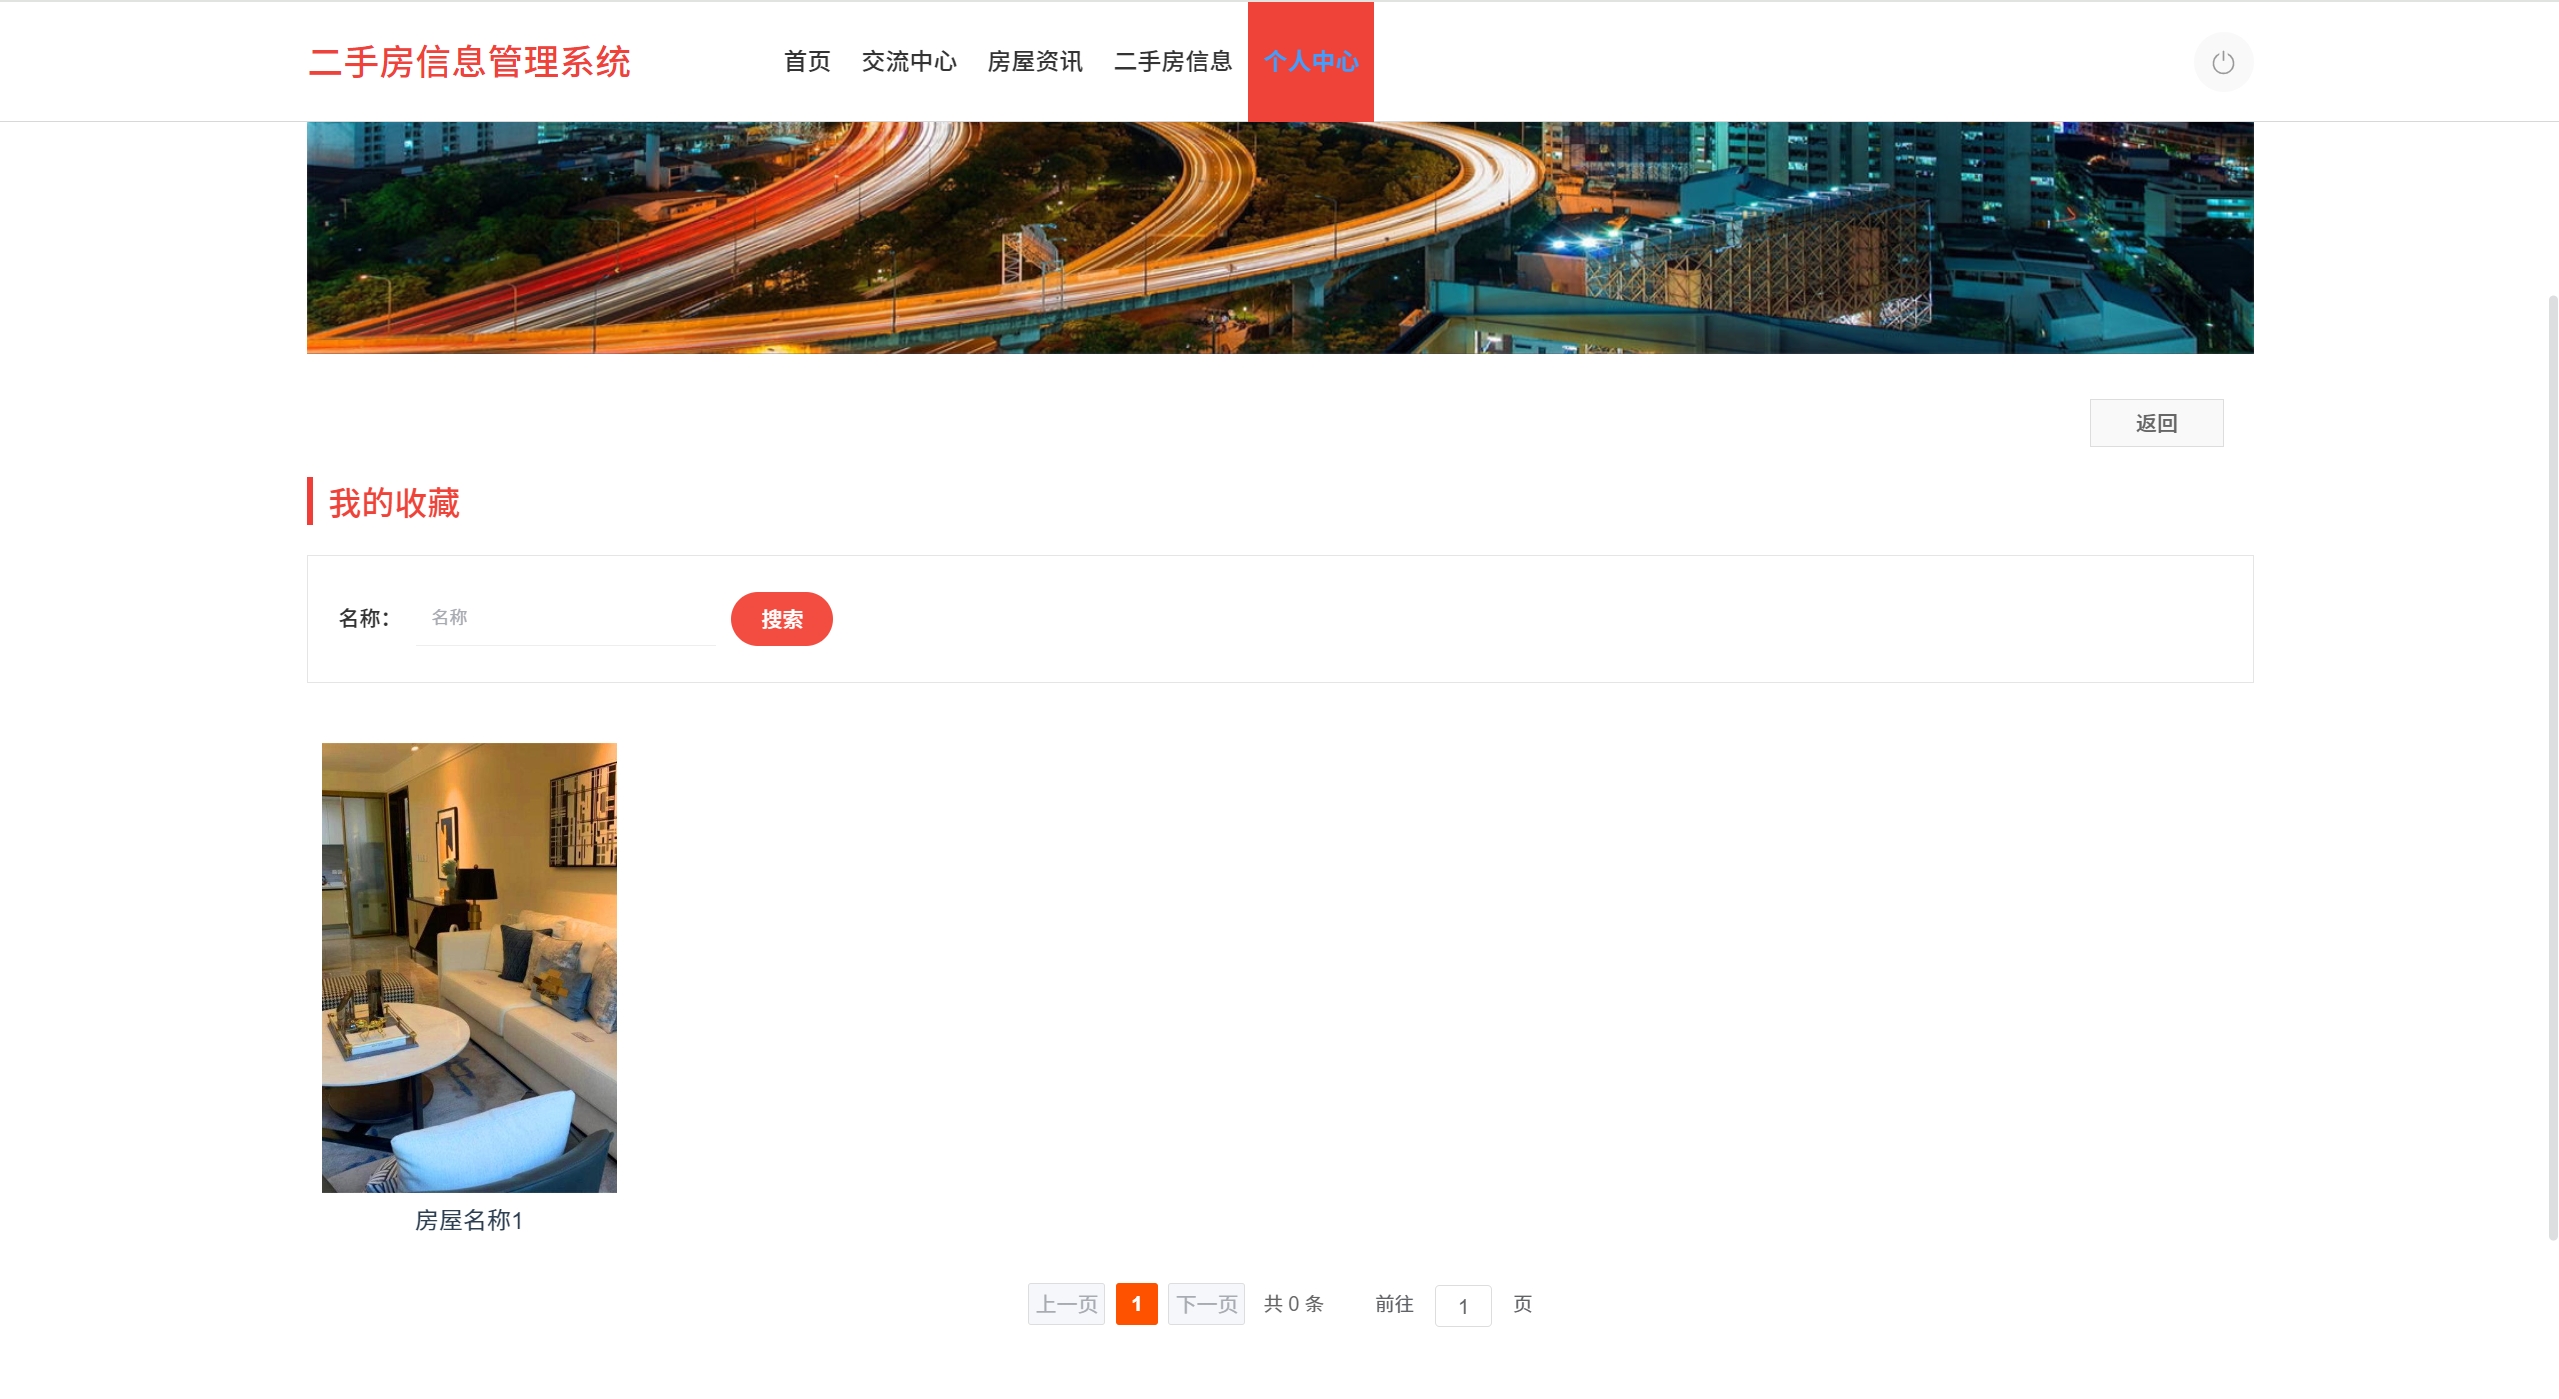 二手房信息管理系统
首页 交流中心 房屋资讯 二手房信息 个人中心
返回
我的收藏
名称： 名称 搜索
房屋名称1
上一页 1 下一页 共 0 条 前往 1 页